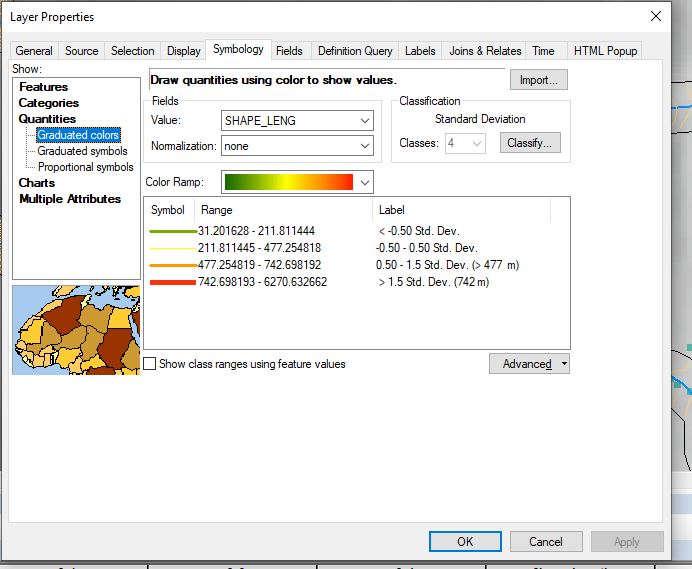 Layer Properties
General Source Selection Display Symbology Fields Definition Query Labels Joins & Relates Time HTML Popup
Show:
Features
Categories
Quantities
Graduated colors
Graduated symbols
Proportional symbols
Charts
Multiple Attributes
Draw quantities using color to show values.
Import...
Fields
Value: SHAPE_LENG
Normalization: none
Classification
Standard Deviation
Classes: 4 Classify...
Color Ramp:
Symbol Range Label
31.201628 - 211.811444 < -0.50 Std. Dev.
211.811445 - 477.254818 -0.50 - 0.50 Std. Dev.
477.254819 - 742.698192 0.50 - 1.5 Std. Dev. (> 477 m)
742.698193 - 6270.632662 > 1.5 Std. Dev. (742 m)
Show class ranges using feature values
Advanced
OK Cancel Apply